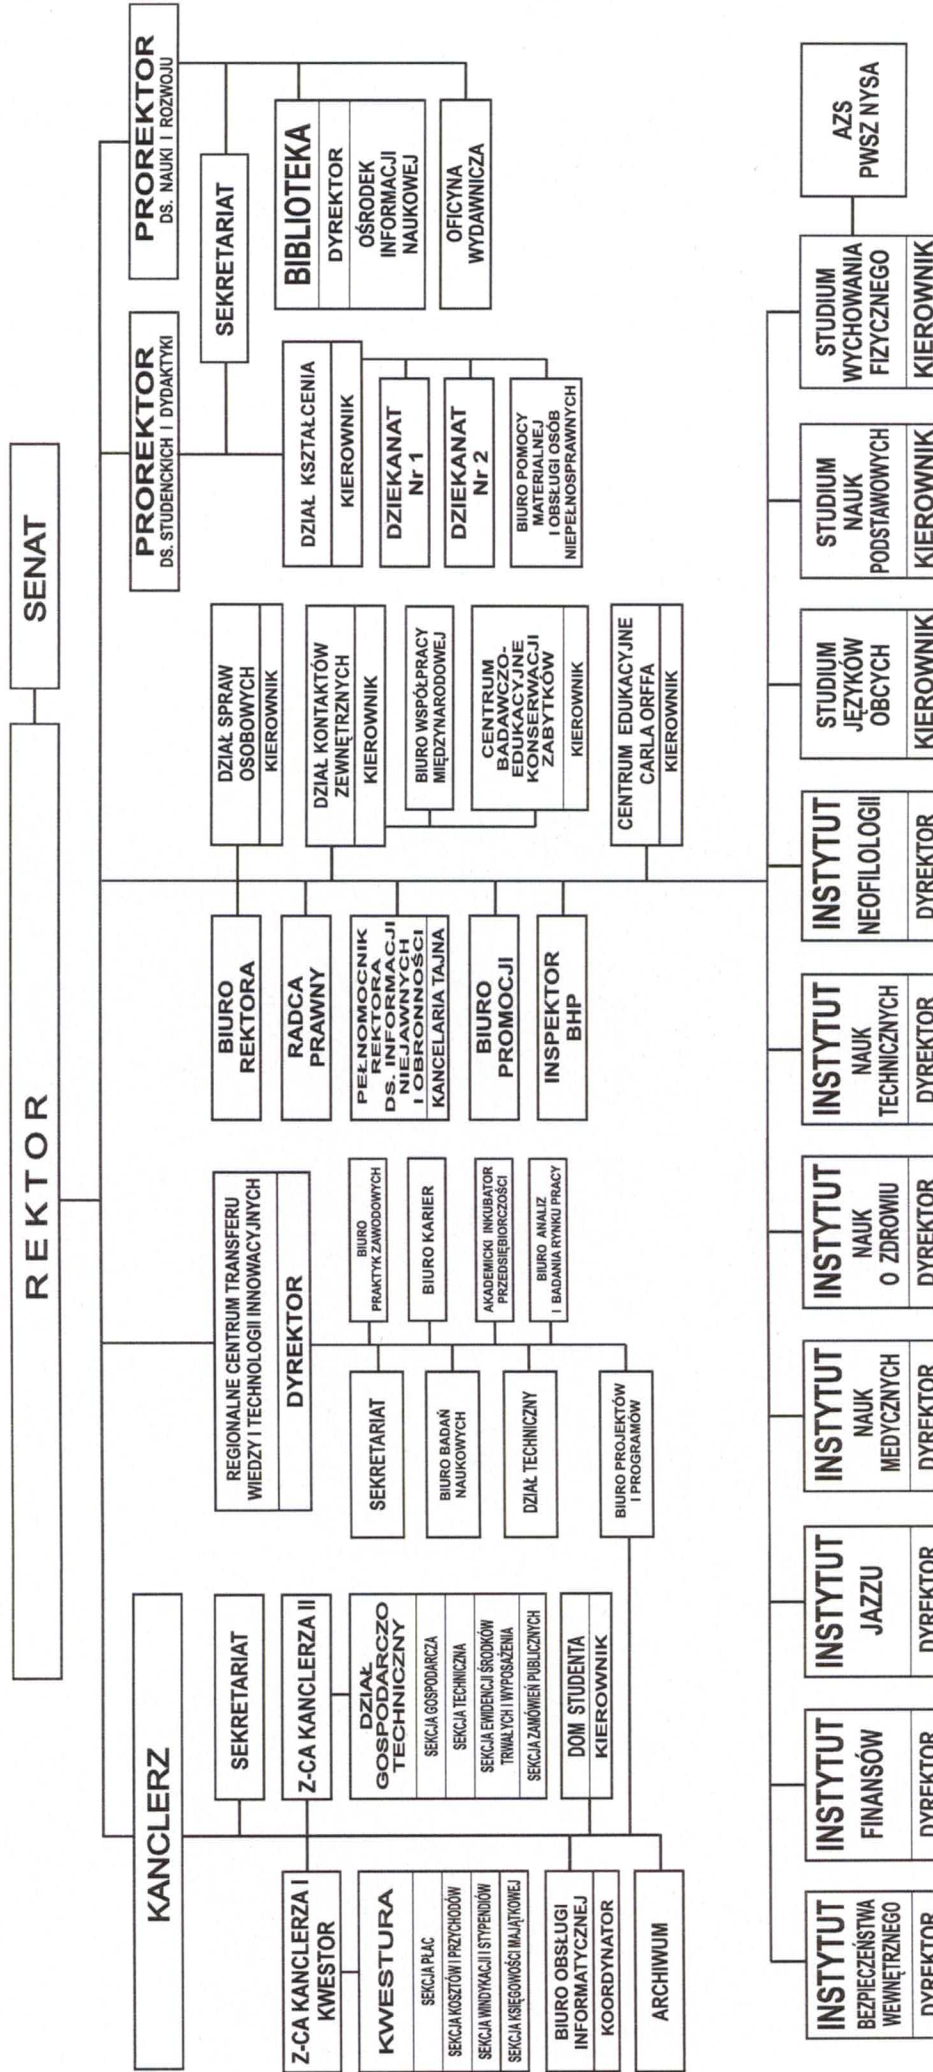 REKTOR
SENAT
KANCLERZ
SEKRETARIAT
Z-CA KANCLERZA I
KWESTOR
Z-CA KANCLERZA II
KWESTURA
SEKCJA PŁAC
SEKCJA KOSZTÓW I PRZYCHODÓW
SEKCJA WINDYKACJI I STYPENDIÓW
SEKCJA KSIĘGOWOŚCI MAJĄTKOWEJ
DZIAŁ
GOSPODARCZO
TECHNICZNY
SEKCJA GOSPODARCZA
SEKCJA TECHNICZNA
SEKCJA EWIDENCJI ŚRODKÓW
TRWAŁYCH I WYPOSAŻENIA
SEKCJA ZAMÓWIEŃ PUBLICZNYCH
BIURO OBSŁUGI
INFORMATYCZNEJ
KOORDYNATOR
DOM STUDENTA
KIEROWNIK
ARCHIWUM
REGIONALNE CENTRUM TRANSFERU
WIEDZY I TECHNOLOGII INNOWACYJNYCH
DYREKTOR
SEKRETARIAT
BIURO
PRAKTYK ZAWODOWYCH
BIURO BADAŃ
NAUKOWYCH
BIURO KARIER
DZIAŁ TECHNICZNY
AKADEMICKI INKUBATOR
PRZEDSIĘBIORCZOŚCI
BIURO ANALIZ
I BADANIA RYNKU PRACY
BIURO PROJEKTÓW
I PROGRAMÓW
BIURO
REKTORA
RADCA
PRAWNY
PEŁNOMOCNIK
REKTORA
DS. INFORMACJI
NIEJAWNYCH
I OBRONNOŚCI
KANCELARIA TAJNA
BIURO
PROMOCJI
INSPEKTOR
BHP
DZIAŁ SPRAW
OSOBOWYCH
KIEROWNIK
DZIAŁ KONTAKTÓW
ZEWNĘTRZNYCH
KIEROWNIK
BIURO WSPÓŁPRACY
MIĘDZYNARODOWEJ
CENTRUM
BADAWCZO-
EDUKACYJNE
KONSERWACJI
ZABYTKÓW
KIEROWNIK
CENTRUM EDUKACYJNE
CARLA ORFFA
KIEROWNIK
PROREKTOR
DS. STUDENCKICH I DYDAKTYKI
PROREKTOR
DS. NAUKI I ROZWOJU
SEKRETARIAT
DZIAŁ KSZTAŁCENIA
KIEROWNIK
DZIEKANAT
Nr 1
DZIEKANAT
Nr 2
BIURO POMOCY
MATERIALNEJ
I OBSŁUGI OSÓB
NIEPEŁNOSPRAWNYCH
BIBLIOTEKA
DYREKTOR
OŚRODEK
INFORMACJI
NAUKOWEJ
OFICYNA
WYDAWNICZA
INSTYTUT
BEZPIECZEŃSTWA
WEWNĘTRZNEGO
DYREKTOR
INSTYTUT
FINANSÓW
DYREKTOR
INSTYTUT
JAZZU
DYREKTOR
INSTYTUT
NAUK
MEDYCZNYCH
DYREKTOR
INSTYTUT
NAUK
O ZDROWIU
DYREKTOR
INSTYTUT
NAUK
TECHNICZNYCH
DYREKTOR
INSTYTUT
NEOFILOLOGII
DYREKTOR
STUDIUM
JĘZYKÓW
OBCYCH
KIEROWNIK
STUDIUM
NAUK
PODSTAWOWYCH
KIEROWNIK
STUDIUM
WYCHOWANIA
FIZYCZNEGO
KIEROWNIK
AZS
PWSZ NYSA